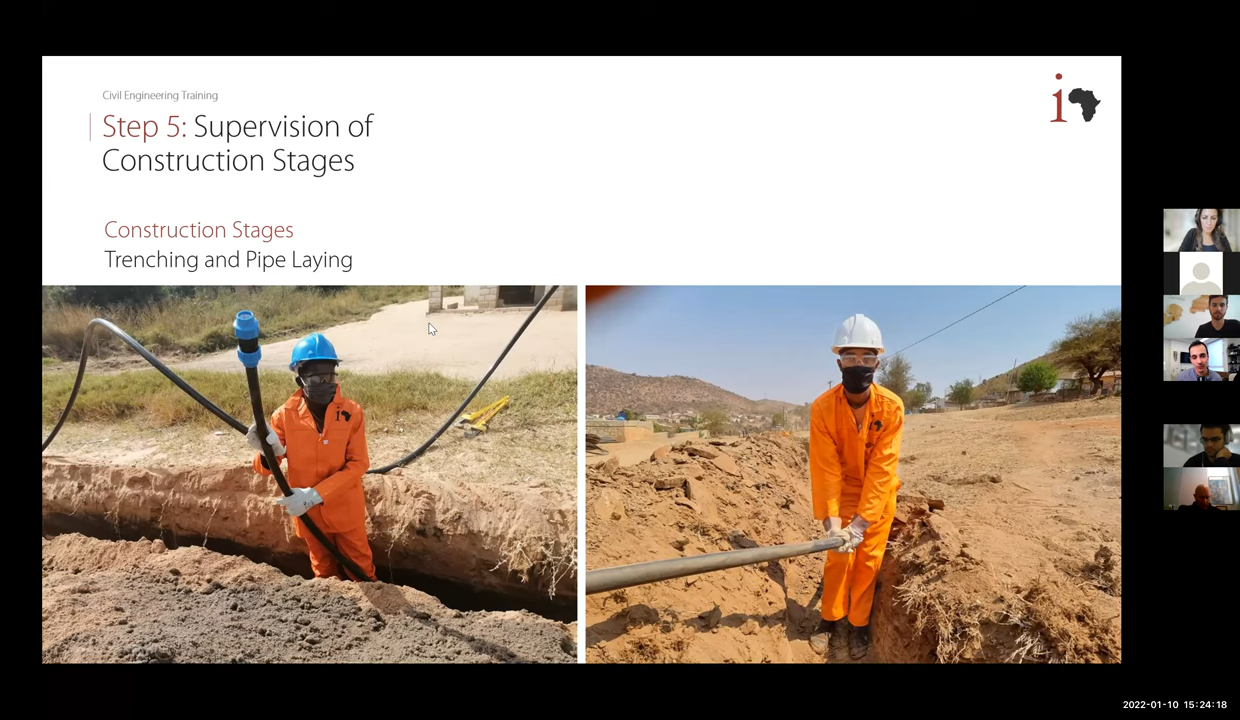 Civil Engineering Training
Step 5: Supervision of
Construction Stages
i
Construction Stages
Trenching and Pipe Laying
i
2022-01-10 15:24:18